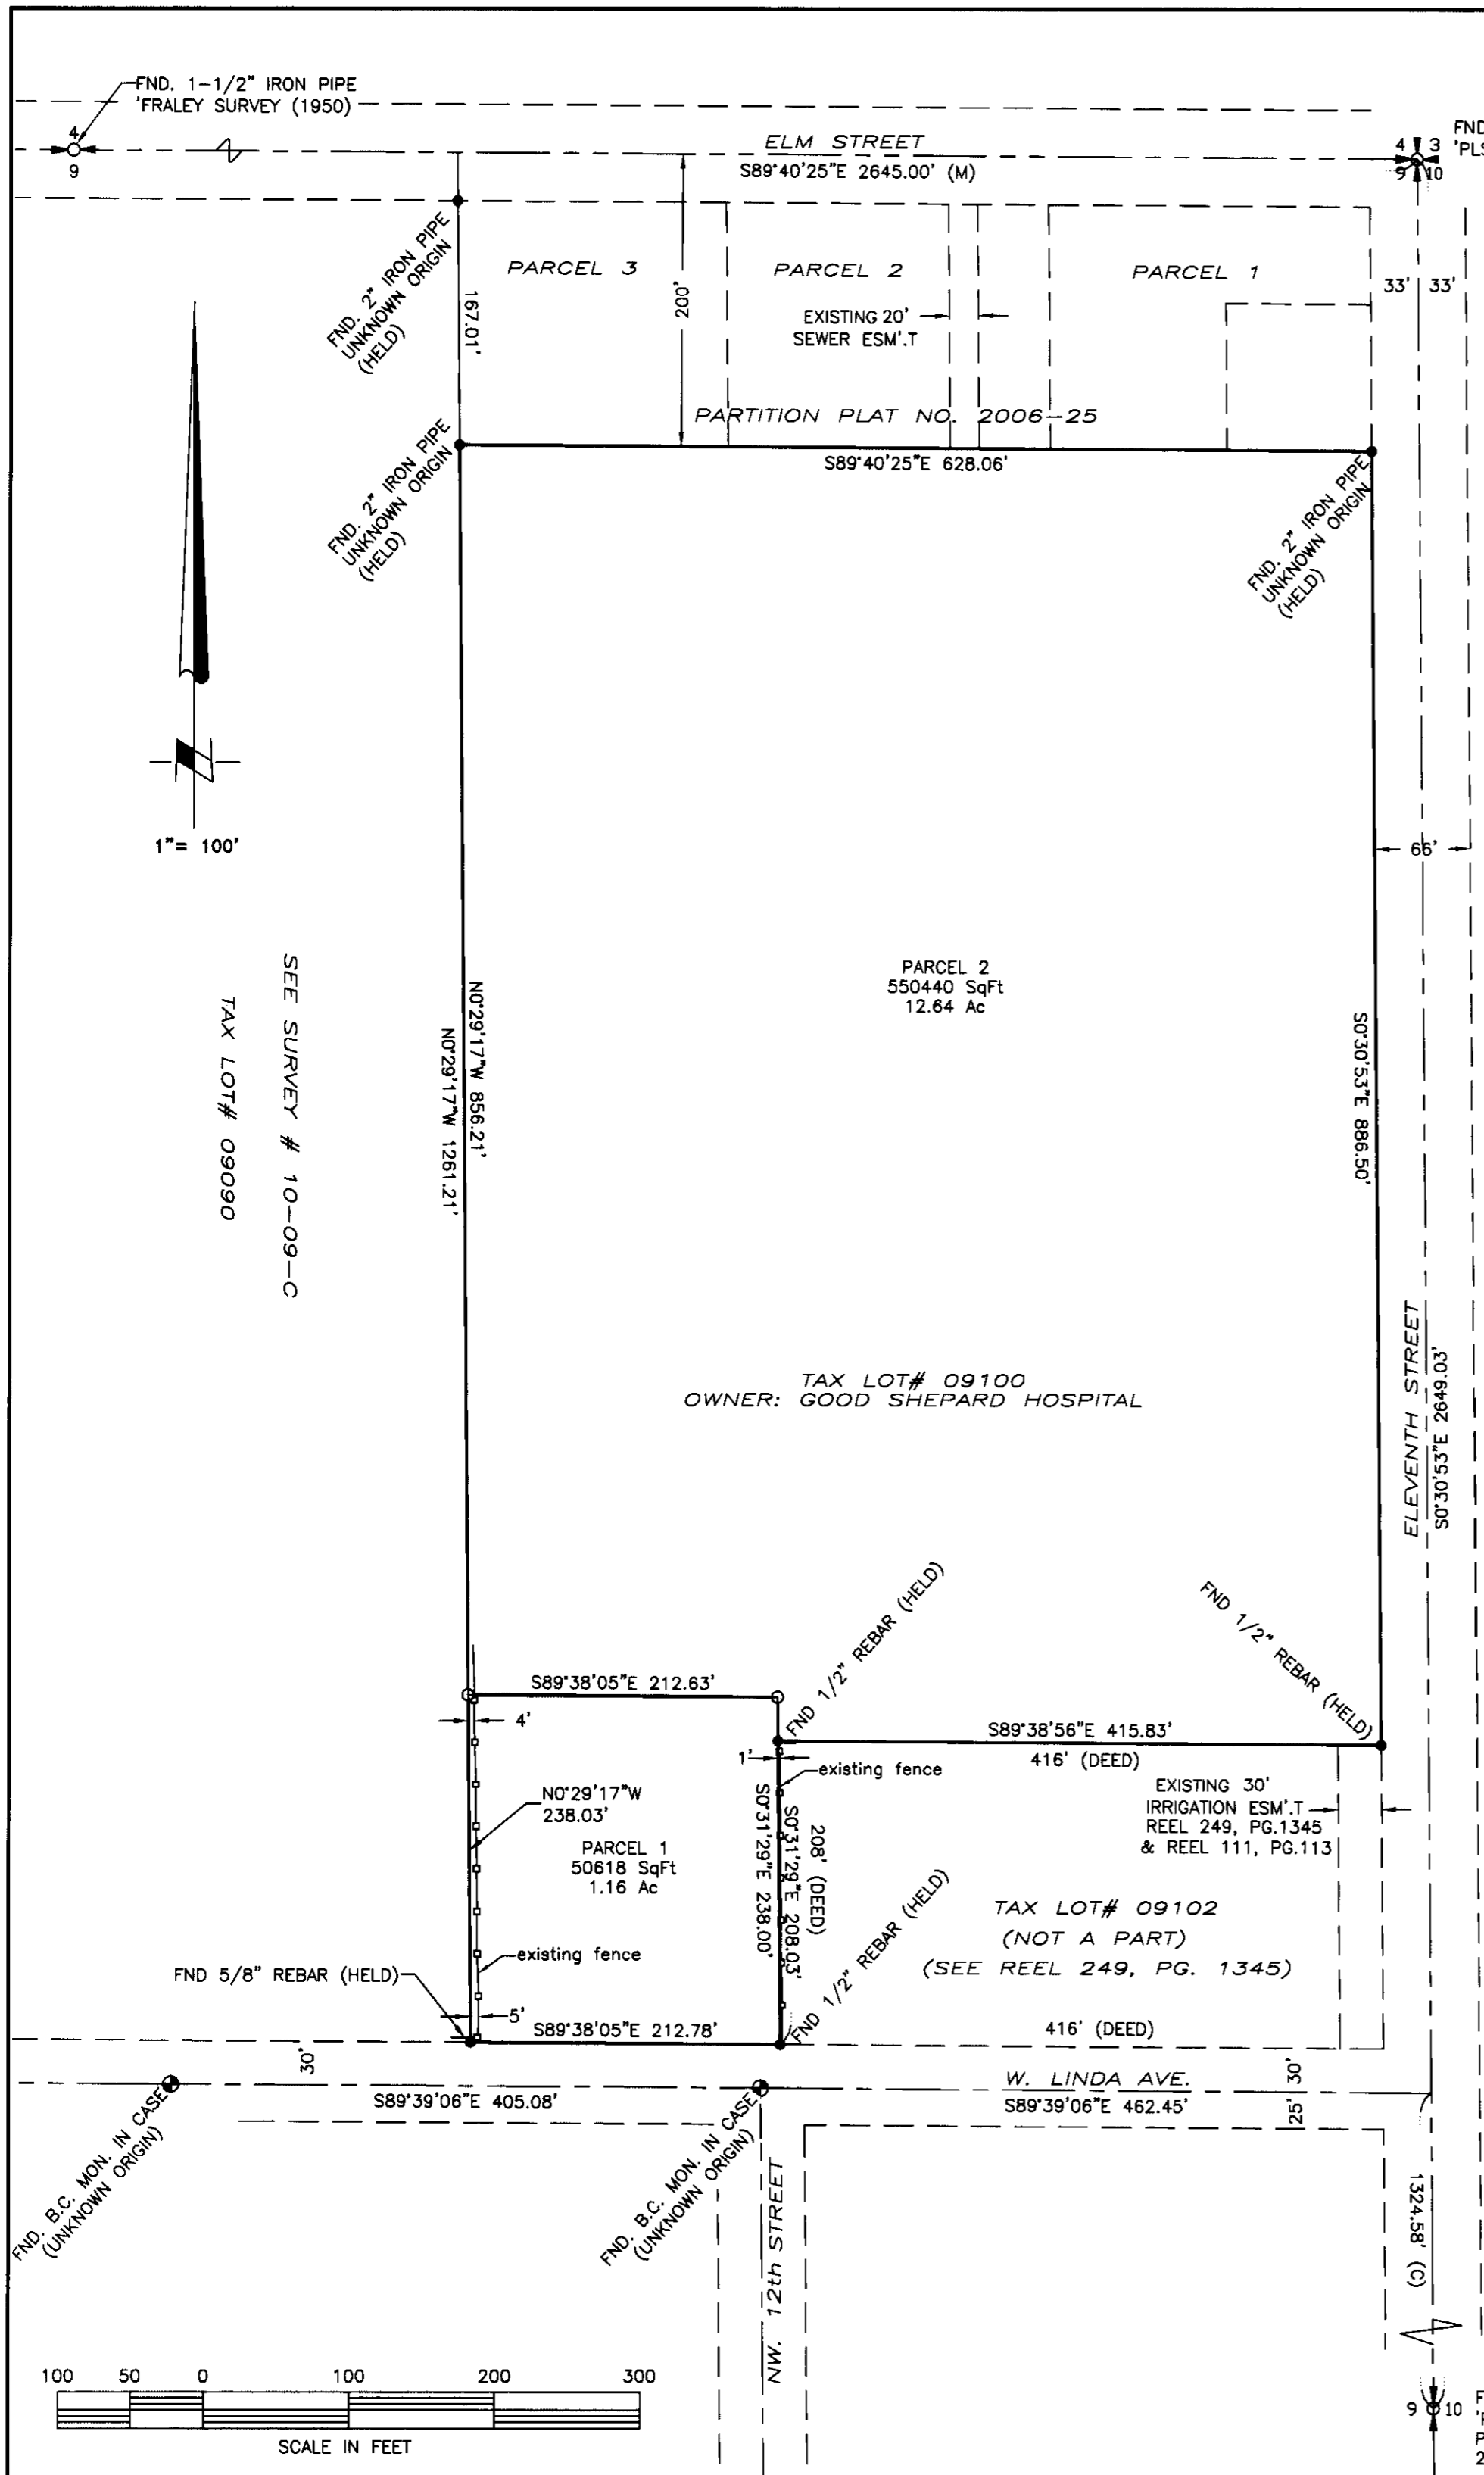 FND. 1-1/2" IRON PIPE
'FRALEY SURVEY (1950)
4
9
ELM STREET
S89°40'25"E 2645.00' (M)
4 3
9 10
FND
'PLS
FND. 2" IRON PIPE
UNKNOWN ORIGIN
(HELD)
167.01'
PARCEL 3
200'
PARCEL 2
EXISTING 20'
SEWER ESM'.T
PARCEL 1
33' 33'
PARTITION PLAT NO. 2006-25
S89°40'25"E 628.06'
FND. 2" IRON PIPE
UNKNOWN ORIGIN
(HELD)
FND. 2" IRON PIPE
UNKNOWN ORIGIN
(HELD)
1"= 100'
66'
SEE SURVEY # 10-09-C
TAX LOT# 09090
N0°29'17"W 856.21'
N0°29'17"W 1261.21'
PARCEL 2
550440 SqFt
12.64 Ac
S0°30'53"E 886.50'
TAX LOT# 09100
OWNER: GOOD SHEPARD HOSPITAL
ELEVENTH STREET
S0°30'53"E 2649.03'
FND 1/2" REBAR (HELD)
FND 1/2" REBAR (HELD)
S89°38'05"E 212.63'
4'
S89°38'56"E 415.83'
416' (DEED)
1'
existing fence
N0°29'17"W
238.03'
PARCEL 1
50618 SqFt
1.16 Ac
208' (DEED)
S0°31'29"E 208.03'
S0°31'29"E 238.00'
EXISTING 30'
IRRIGATION ESM'.T
REEL 249, PG.1345
& REEL 111, PG.113
TAX LOT# 09102
(NOT A PART)
(SEE REEL 249, PG. 1345)
existing fence
FND 5/8" REBAR (HELD)
5'
FND 1/2" REBAR (HELD)
S89°38'05"E 212.78'
416' (DEED)
30'
W. LINDA AVE.
30'
S89°39'06"E 405.08'
S89°39'06"E 462.45'
25'
FND. B.C. MON. IN CASE
(UNKNOWN ORIGIN)
FND. B.C. MON. IN CASE
(UNKNOWN ORIGIN)
NW. 12th STREET
1324.58' (C)
100 50 0 100 200 300
SCALE IN FEET
9 10